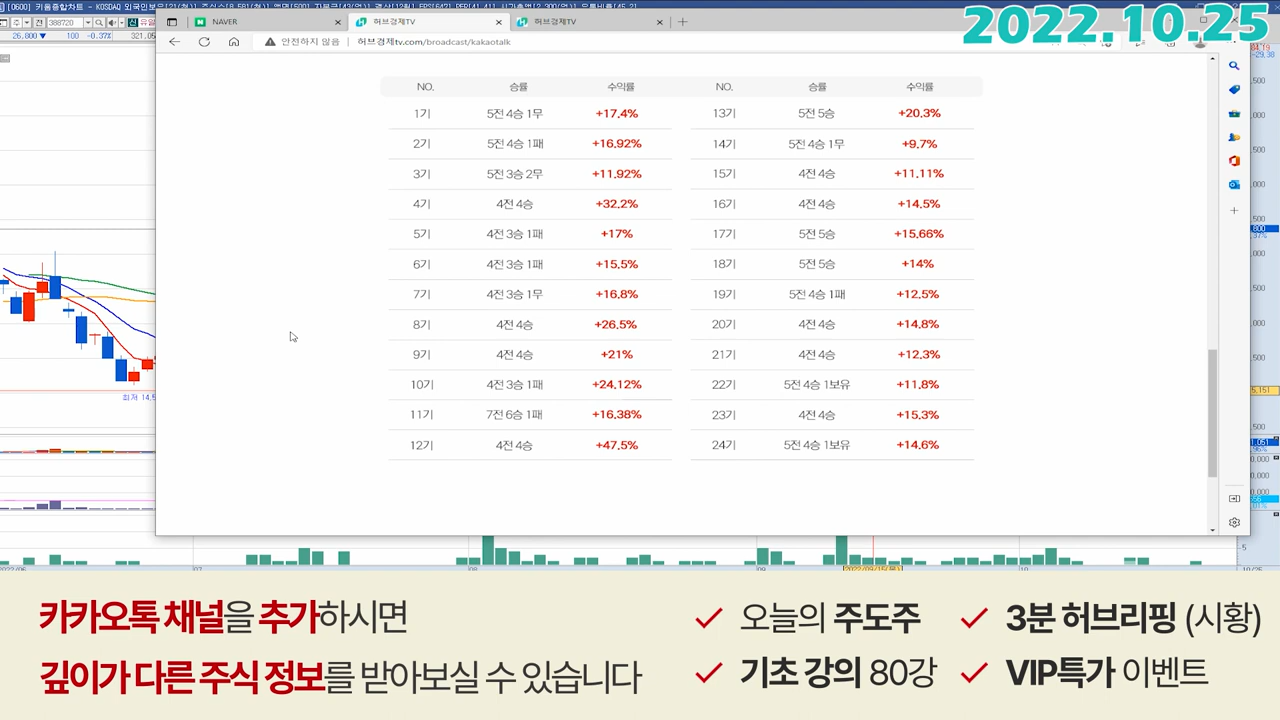 [0600] 키움종합차트 - KOSDAQ
2022.10.25
NAVER
허브경제TV
허브경제TV
388720
26,800 ▼ 100 -0.37%
안전하지 않음
허브경제tv.com/broadcast/kakaotalk
NO. 승률 수익률 NO. 승률 수익률
1기 5전 4승 1무 +17.4% 13기 5전 5승 +20.3%
2기 5전 4승 1패 +16.92% 14기 5전 4승 1무 +9.7%
3기 5전 3승 2무 +11.92% 15기 4전 4승 +11.11%
4기 4전 4승 +32.2% 16기 4전 4승 +14.5%
5기 4전 3승 1패 +17% 17기 5전 5승 +15.66%
6기 4전 3승 1패 +15.5% 18기 5전 5승 +14%
7기 4전 3승 1무 +16.8% 19기 5전 4승 1패 +12.5%
8기 4전 4승 +26.5% 20기 4전 4승 +14.8%
9기 4전 4승 +21% 21기 4전 4승 +12.3%
10기 4전 3승 1패 +24.12% 22기 5전 4승 1보유 +11.8%
11기 7전 6승 1패 +16.38% 23기 4전 4승 +15.3%
12기 4전 4승 +47.5% 24기 5전 4승 1보유 +14.6%
카카오톡 채널을 추가하시면
깊이가 다른 주식 정보를 받아보실 수 있습니다
오늘의 주도주
3분 허브리핑 (시황)
기초 강의 80강
VIP특가 이벤트